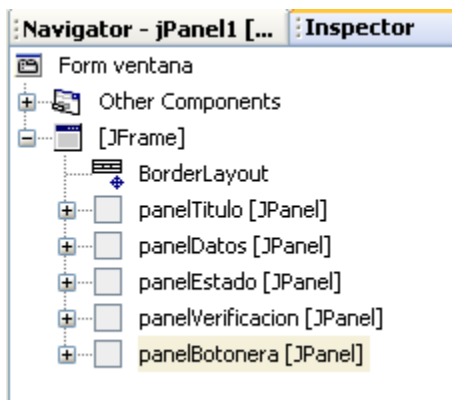 Navigator - jPanel1 [... Inspector
Form ventana
Other Components
[JFrame]
BorderLayout
panelTitulo [JPanel]
panelDatos [JPanel]
panelEstado [JPanel]
panelVerificacion [JPanel]
panelBotonera [JPanel]